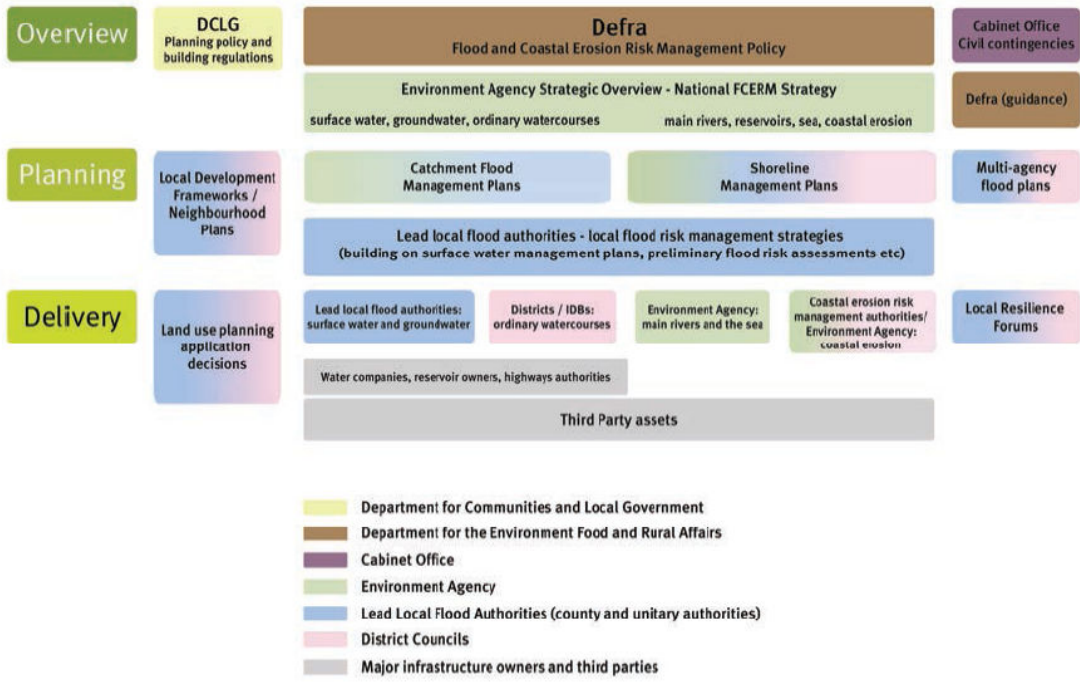 Overview
DCLG
Planning policy and
building regulations
Defra
Flood and Coastal Erosion Risk Management Policy
Cabinet Office
Civil contingencies
Environment Agency Strategic Overview - National FCERM Strategy
surface water, groundwater, ordinary watercourses
main rivers, reservoirs, sea, coastal erosion
Defra (guidance)
Planning
Local Development
Frameworks /
Neighbourhood
Plans
Catchment Flood
Management Plans
Shoreline
Management Plans
Multi-agency
flood plans
Lead local flood authorities - local flood risk management strategies
(building on surface water management plans, preliminary flood risk assessments etc)
Delivery
Land use planning
application
decisions
Lead local flood authorities:
surface water and groundwater
Districts / IDBs:
ordinary watercourses
Environment Agency:
main rivers and the sea
Coastal erosion risk
management authorities/
Environment Agency:
coastal erosion
Local Resilience
Forums
Water companies, reservoir owners, highways authorities
Third Party assets
Department for Communities and Local Government
Department for the Environment Food and Rural Affairs
Cabinet Office
Environment Agency
Lead Local Flood Authorities (county and unitary authorities)
District Councils
Major infrastructure owners and third parties